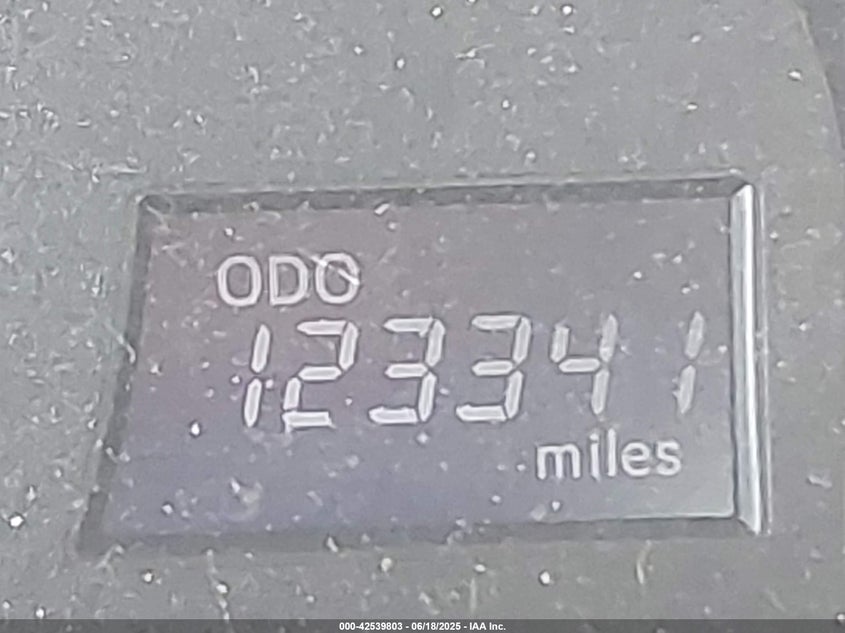 ODO
123341
miles
000-42539803 - 06/18/2025 - IAA Inc.